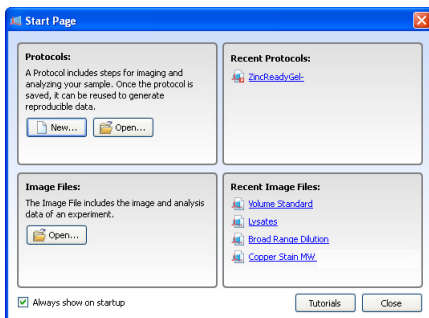 Start Page
Protocols:
A Protocol includes steps for imaging and
analyzing your sample. Once the protocol is
saved, it can be reused to generate
reproducible data.
New... Open...
Recent Protocols:
ZincReadyGel-
Image Files:
The Image File includes the image and analysis
data of an experiment.
Open...
Recent Image Files:
Volume Standard
Lysates
Broad Range Dilution
Copper Stain MW
Always show on startup
Tutorials Close